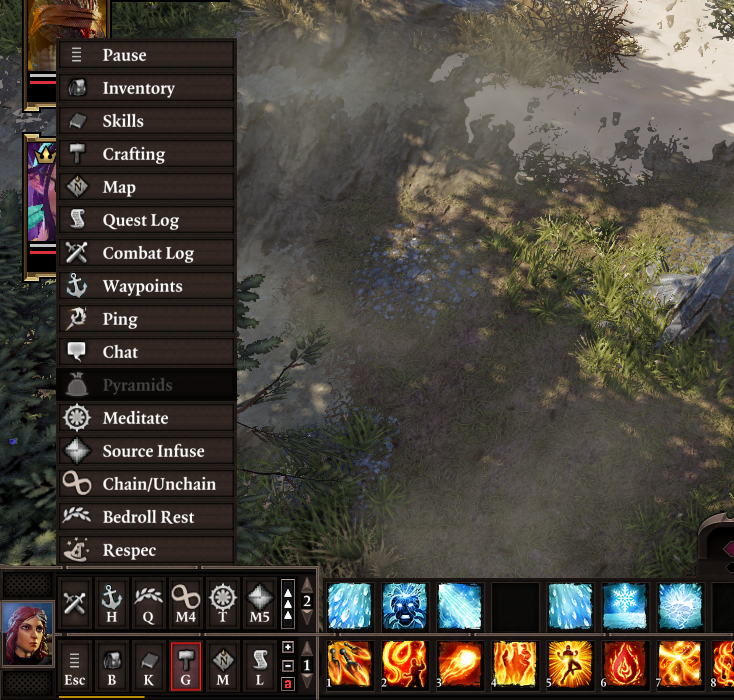 Pause
Inventory
Skills
Crafting
Map
Quest Log
Combat Log
Waypoints
Ping
Chat
Pyramids
Meditate
Source Infuse
Chain/Unchain
Bedroll Rest
Respec
H Q M4 T M5 2
Esc B K G M L a 1
1 2 3 4 5 6 7 8